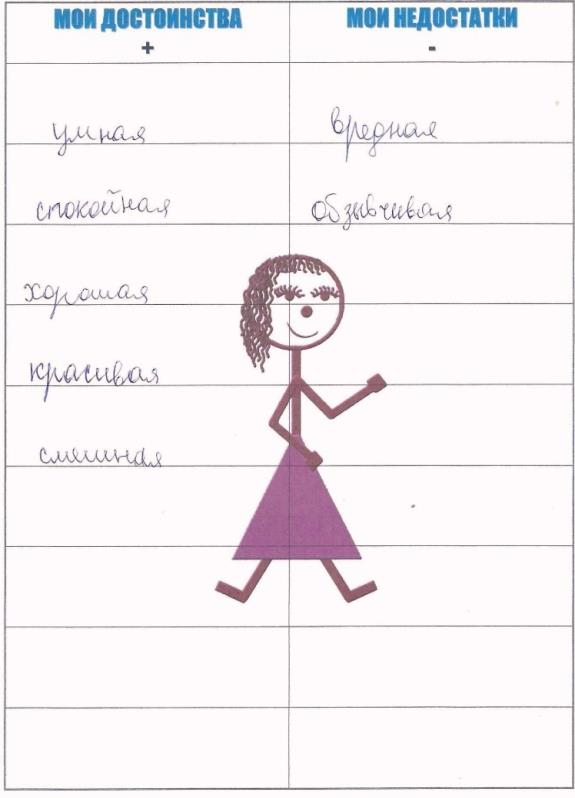 МОИ ДОСТОИНСТВА
+
МОИ НЕДОСТАТКИ
-
умная
вредная
спокойная
обзывчивая
хорошая
красивая
смешная